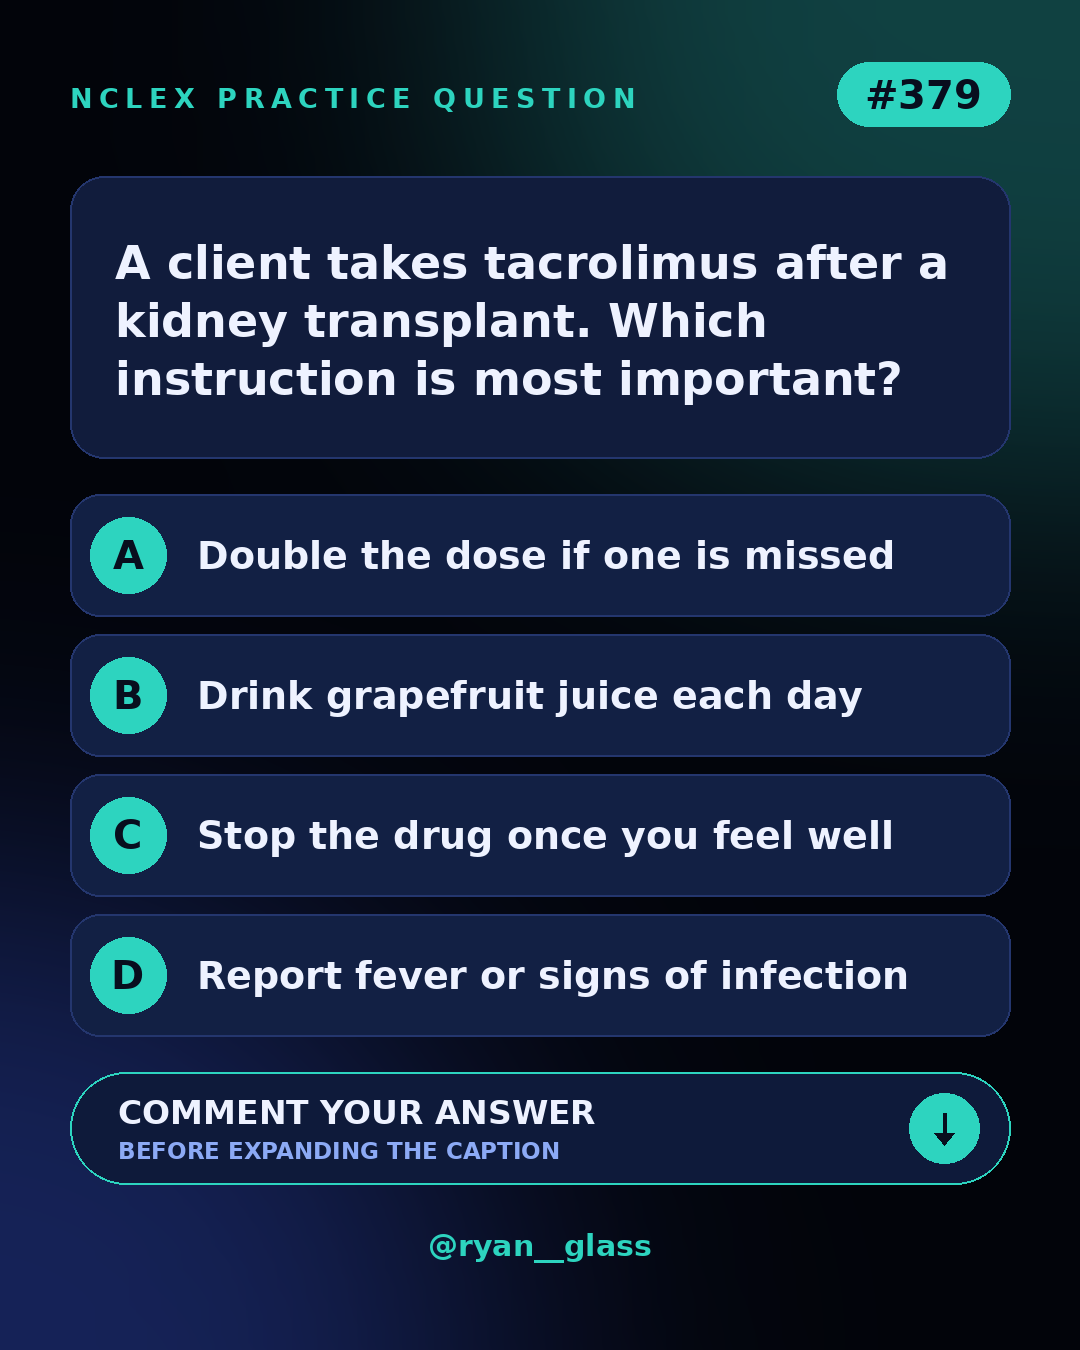 NCLEX PRACTICE QUESTION
#379
A client takes tacrolimus after a
kidney transplant. Which
instruction is most important?
A Double the dose if one is missed
B Drink grapefruit juice each day
C Stop the drug once you feel well
D Report fever or signs of infection
COMMENT YOUR ANSWER
BEFORE EXPANDING THE CAPTION
@ryan__glass